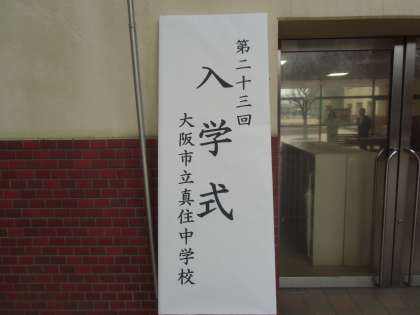 第二十三回
入学式
大阪市立真住中学校